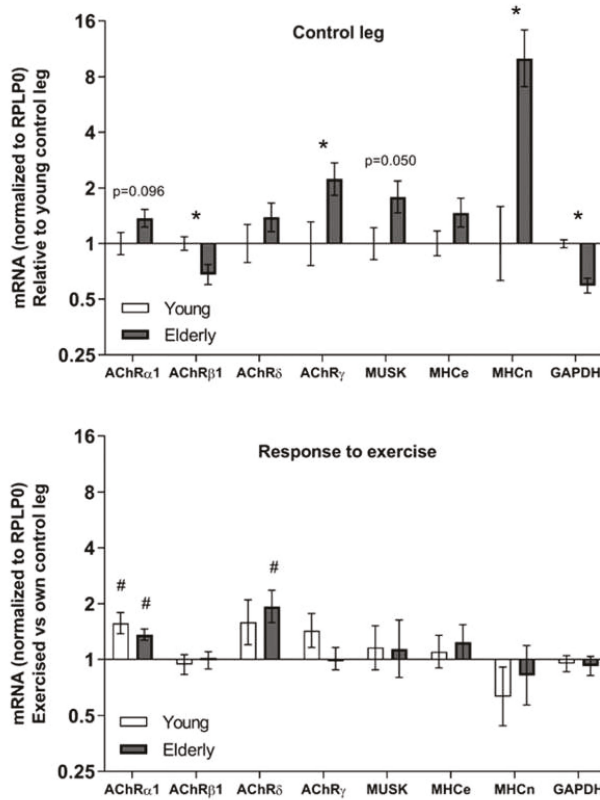 mRNA (normalized to RPLP0)
Relative to young control leg
Control leg
16
8
4
2
1
0.5
0.25
p=0.096
*
*
p=0.050
*
*
Young
Elderly
AChRα1 AChRβ1 AChRδ AChRγ MUSK MHCe MHCn GAPDH
mRNA (normalized to RPLP0)
Exercised vs own control leg
Response to exercise
16
8
4
2
1
0.5
0.25
#
#
#
Young
Elderly
AChRα1 AChRβ1 AChRδ AChRγ MUSK MHCe MHCn GAPDH